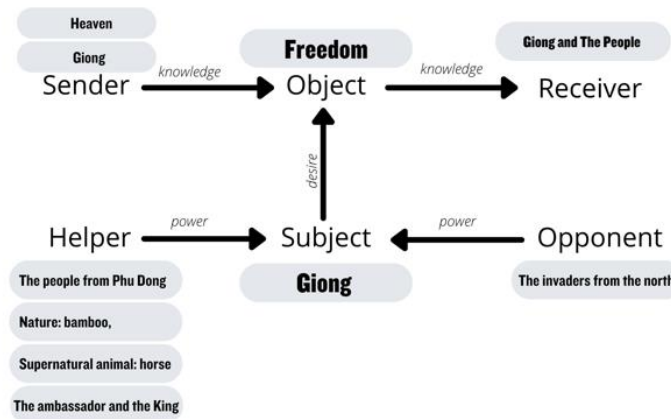 Heaven
Giong
Freedom
Giong and The People
Sender
knowledge
Object
knowledge
Receiver
desire
Helper
power
Subject
power
Opponent
The people from Phu Dong
Giong
The invaders from the north
Nature: bamboo,
Supernatural animal: horse
The ambassador and the King